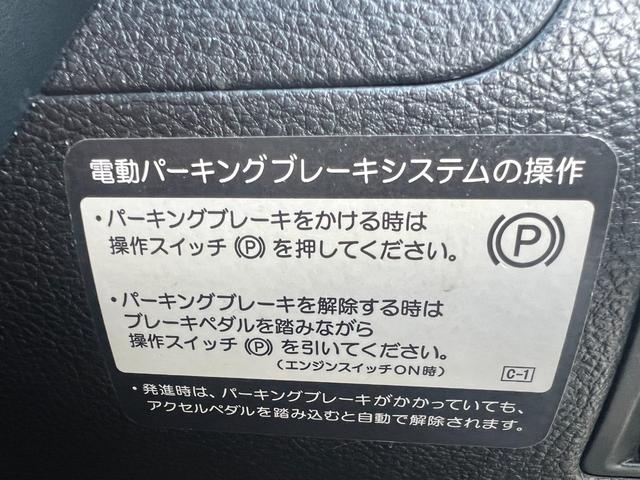 電動パーキングブレーキシステムの操作
・パーキングブレーキをかける時は
操作スイッチ(P)を押してください。
(P)
・パーキングブレーキを解除する時は
ブレーキペダルを踏みながら
操作スイッチ(P)を引いてください。
(エンジンスイッチON時)
C-1
・発進時は、パーキングブレーキがかかっていても、
アクセルペダルを踏み込むと自動で解除されます。